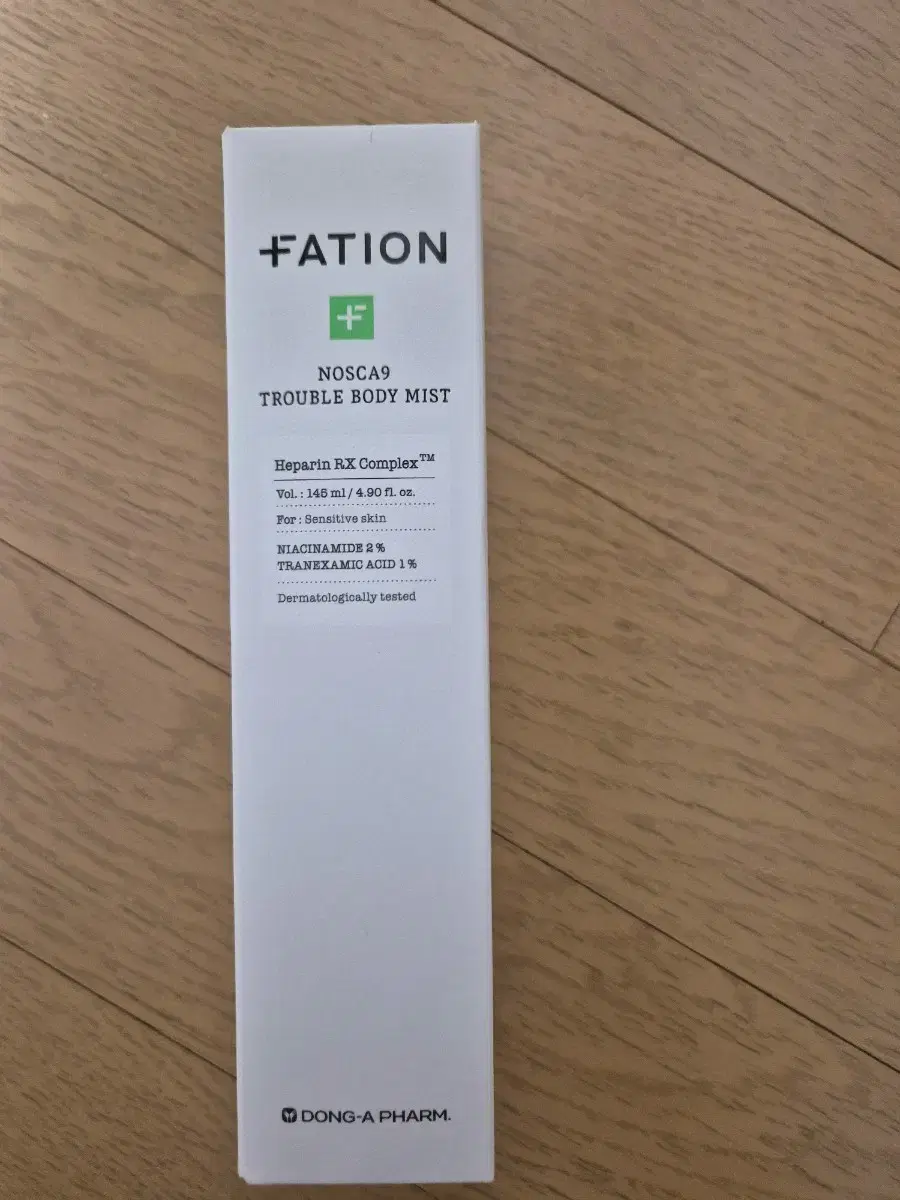 FATION
NOSCA9
TROUBLE BODY MIST
Heparin RX Complex™
Vol. : 145 ml / 4.90 fl. oz.
For : Sensitive skin
NIACINAMIDE 2%
TRANEXAMIC ACID 1%
Dermatologically tested
DONG-A PHARM.